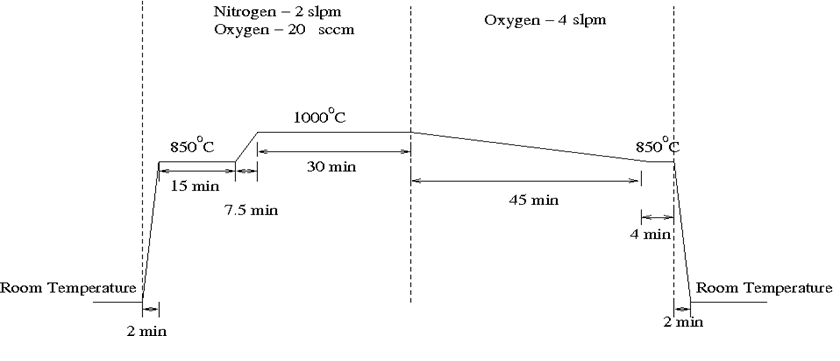 Nitrogen – 2 slpm
Oxygen – 20 sccm
Oxygen – 4 slpm
1000°C
850°C
850°C
15 min
30 min
7.5 min
45 min
4 min
Room Temperature
Room Temperature
2 min
2 min